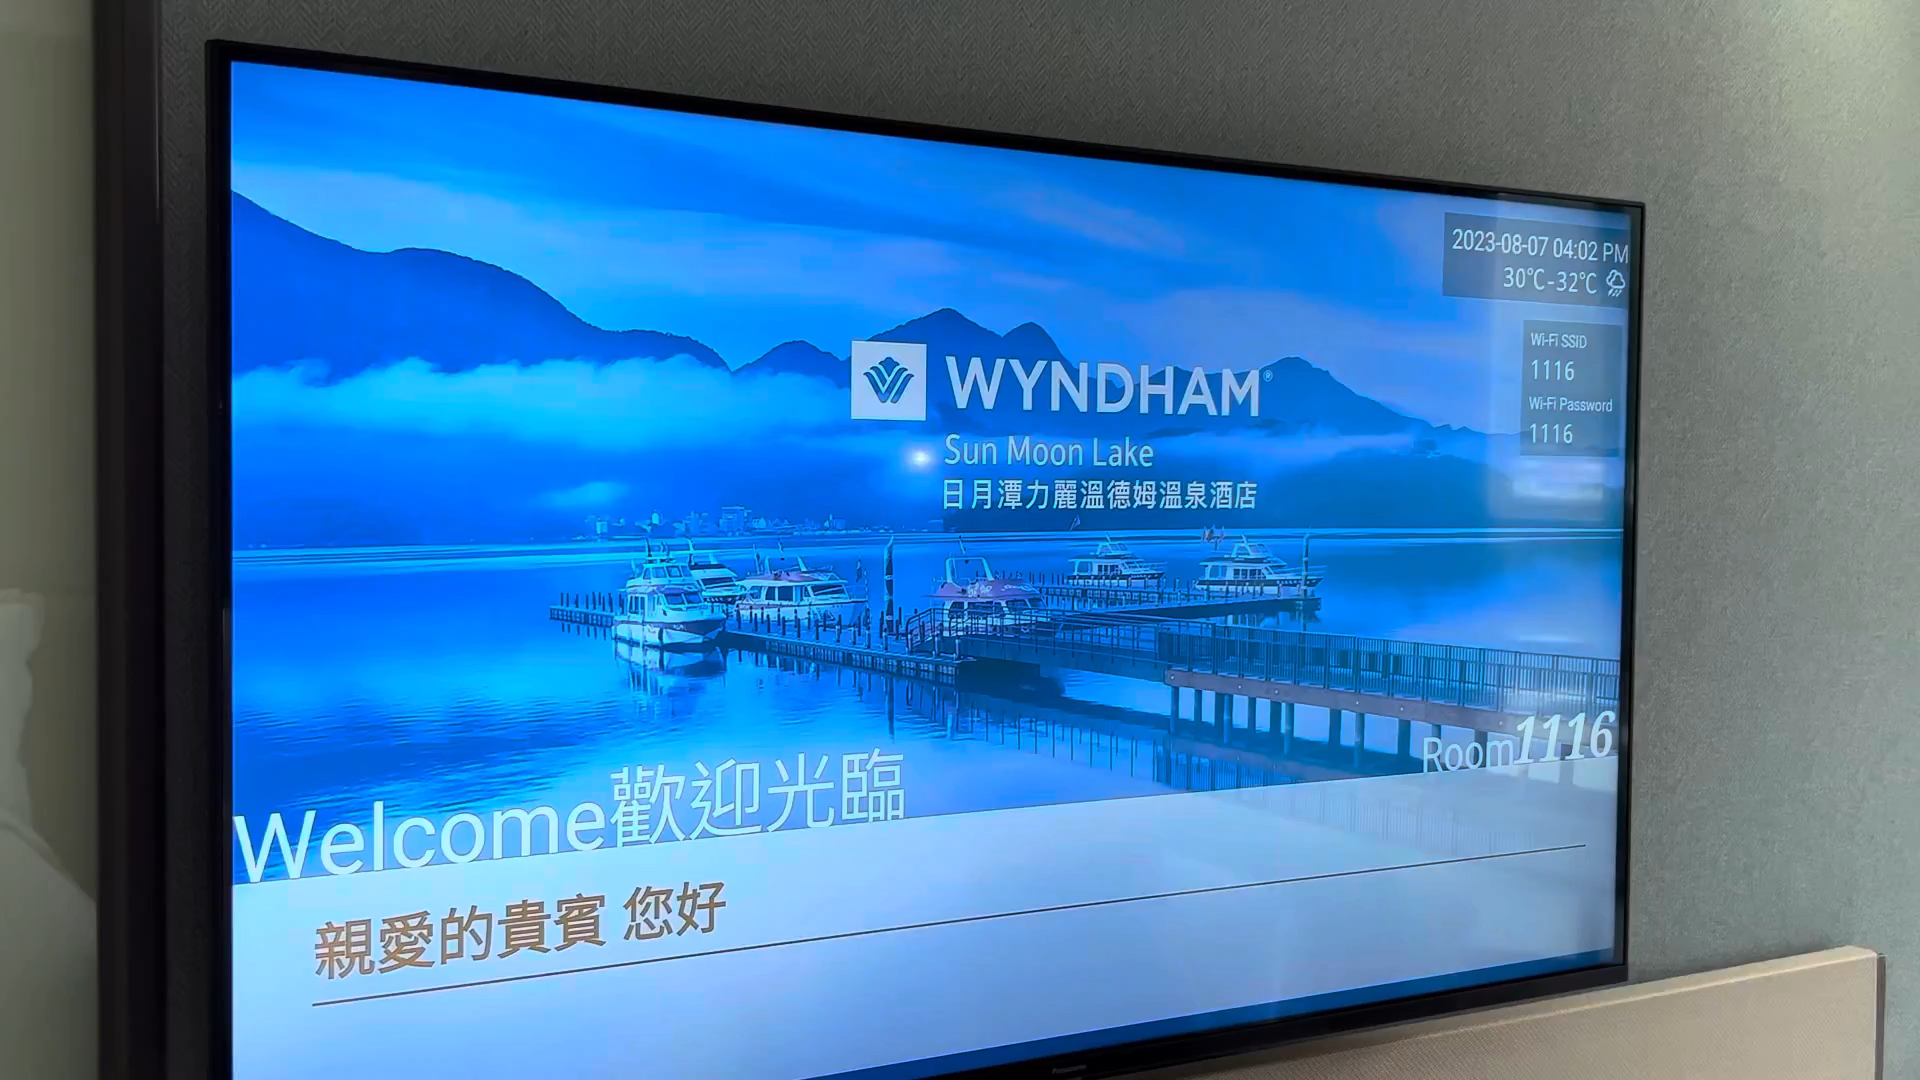 2023-08-07 04:02 PM
30°C-32°C
Wi-Fi SSID
1116
Wi-Fi Password
1116
WYNDHAM®
Sun Moon Lake
日月潭力麗溫德姆溫泉酒店
Room1116
Welcome歡迎光臨
親愛的貴賓 您好
Panasonic